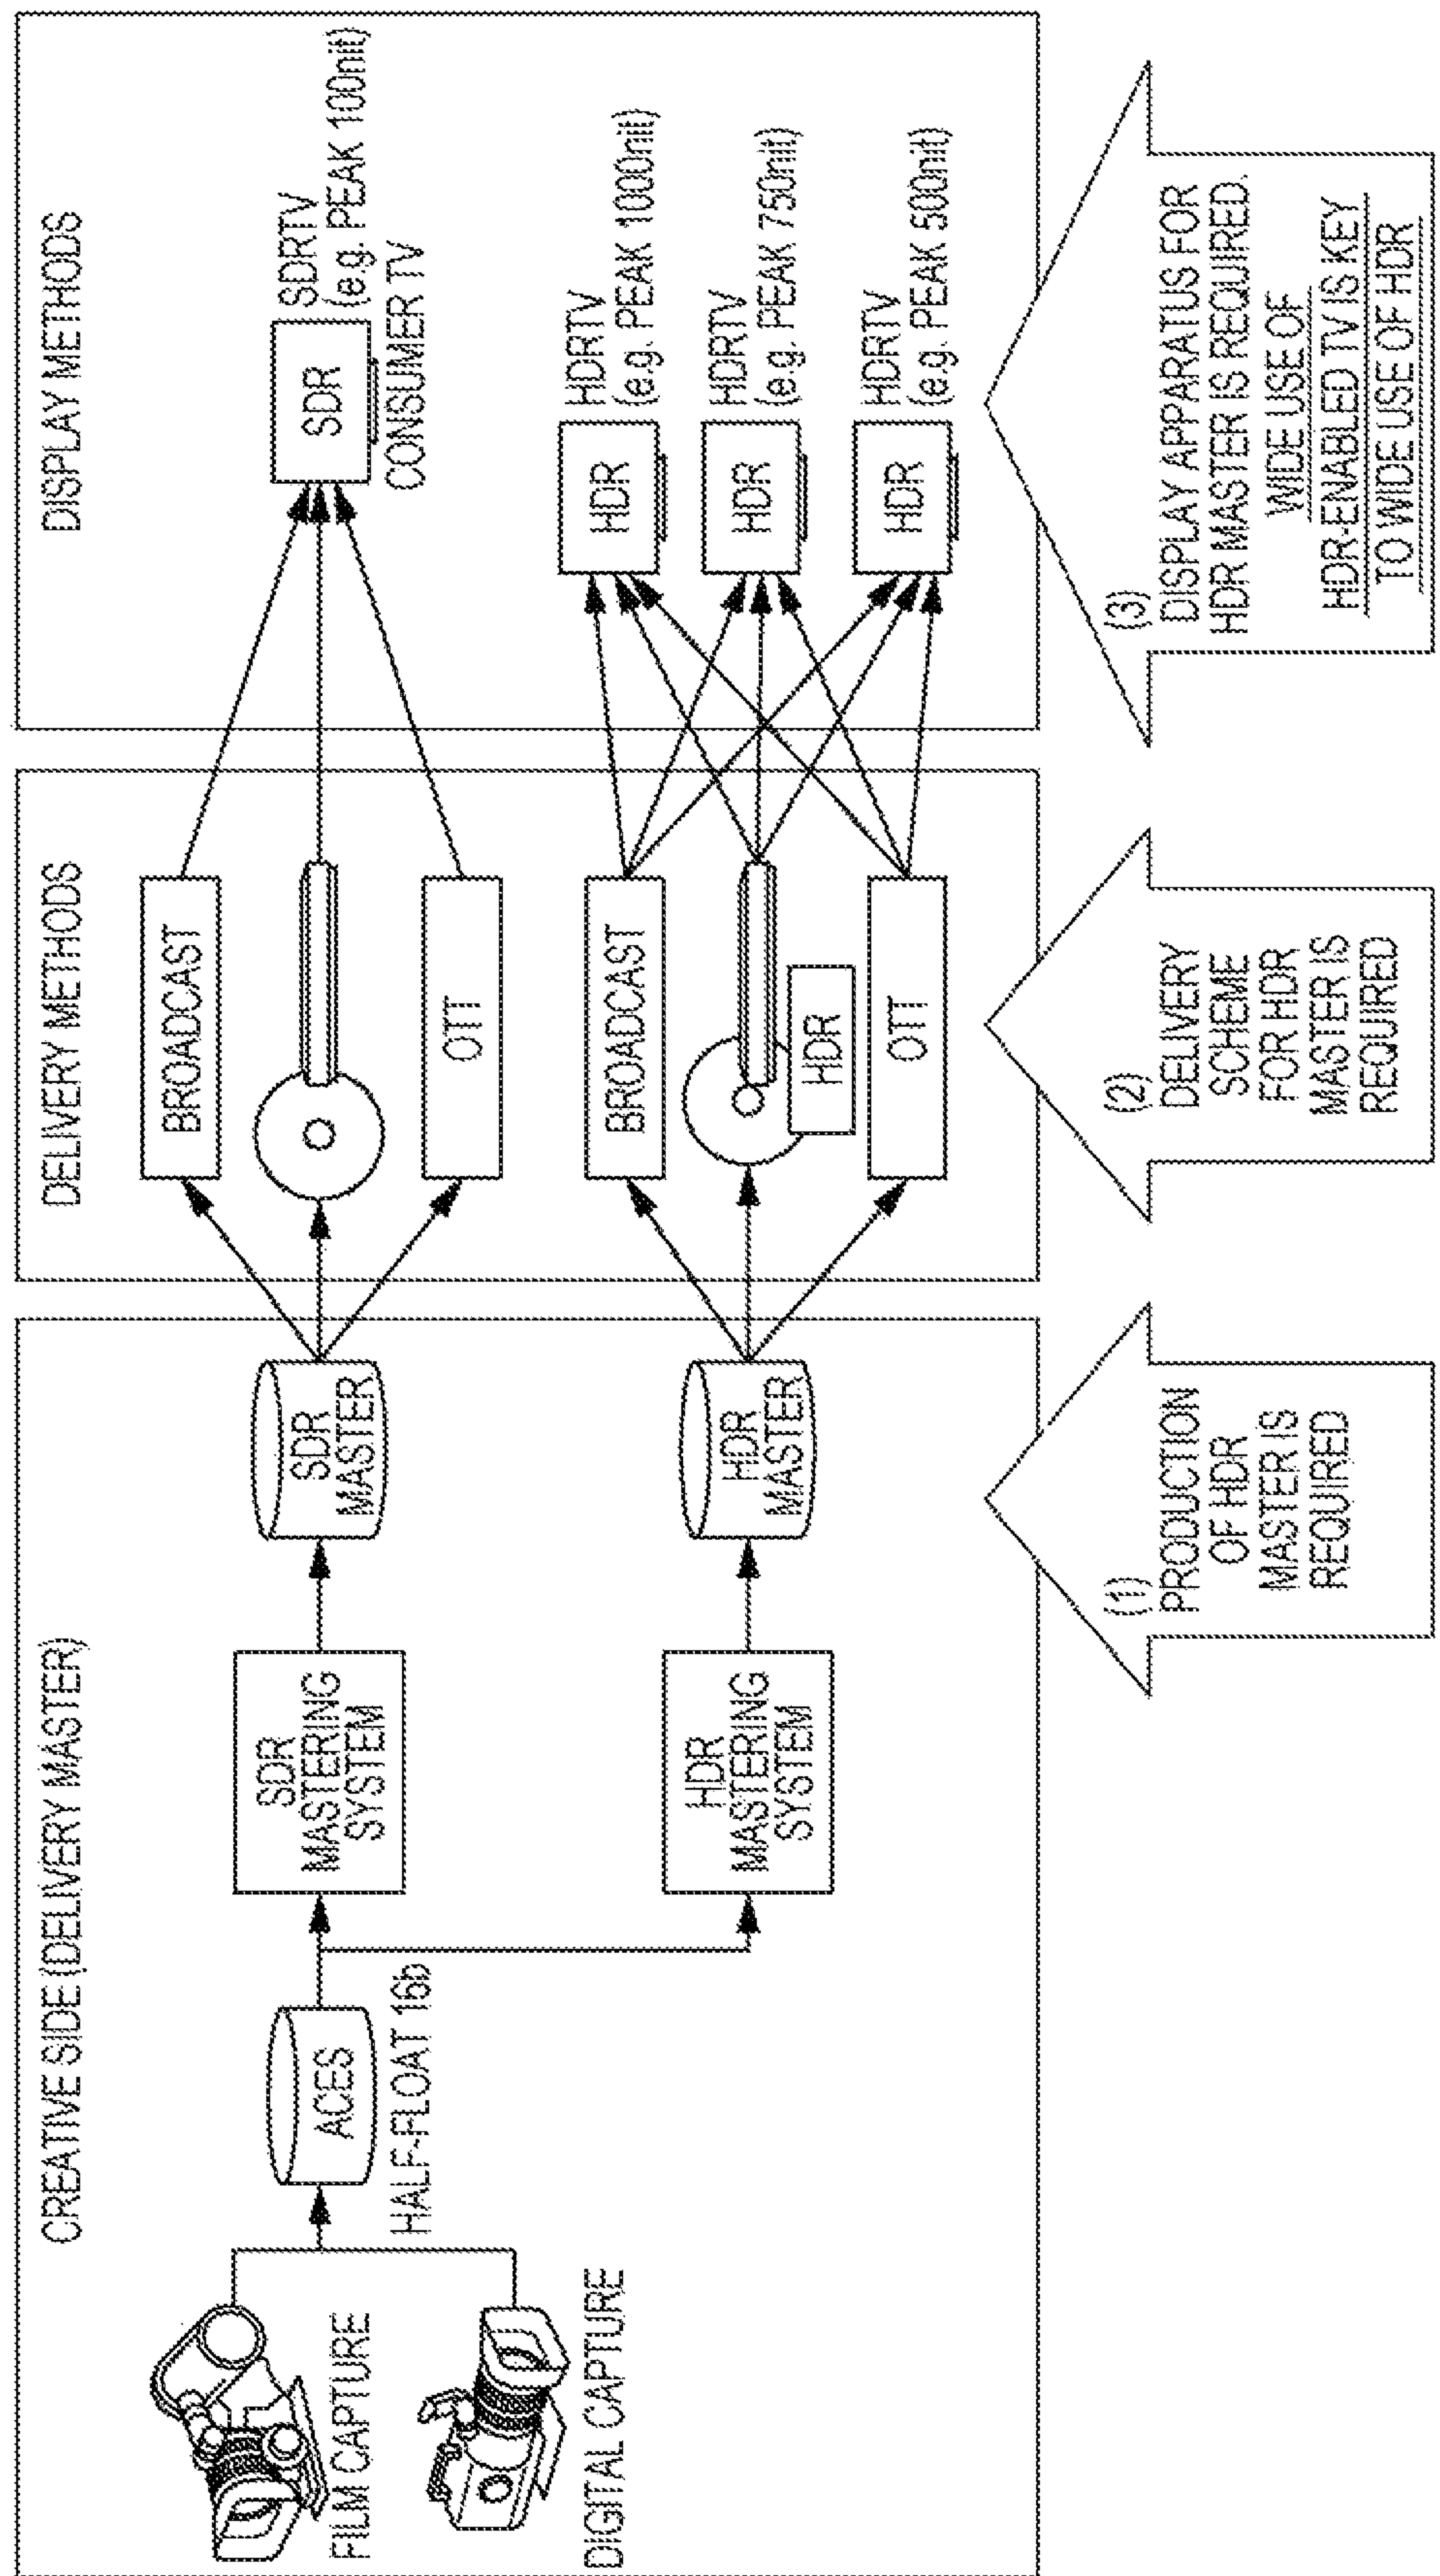 CREATIVE SIDE (DELIVERY MASTER)
FILM CAPTURE
DIGITAL CAPTURE
ACES
HALF-FLOAT 16b
SDR
MASTERING
SYSTEM
SDR
MASTER
HDR
MASTERING
SYSTEM
HDR
MASTER
DELIVERY METHODS
BROADCAST
OTT
BROADCAST
HDR
OTT
DISPLAY METHODS
SDR
SDRTV
(e.g. PEAK 100nit)
CONSUMER TV
HDR
HDRTV
(e.g. PEAK 1000nit)
HDR
HDRTV
(e.g. PEAK 750nit)
HDR
HDRTV
(e.g. PEAK 500nit)
(1)
PRODUCTION
OF HDR
MASTER IS
REQUIRED
(2)
DELIVERY
SCHEME
FOR HDR
MASTER IS
REQUIRED
(3)
DISPLAY APPARATUS FOR
HDR MASTER IS REQUIRED.
WIDE USE OF
HDR-ENABLED TV IS KEY
TO WIDE USE OF HDR